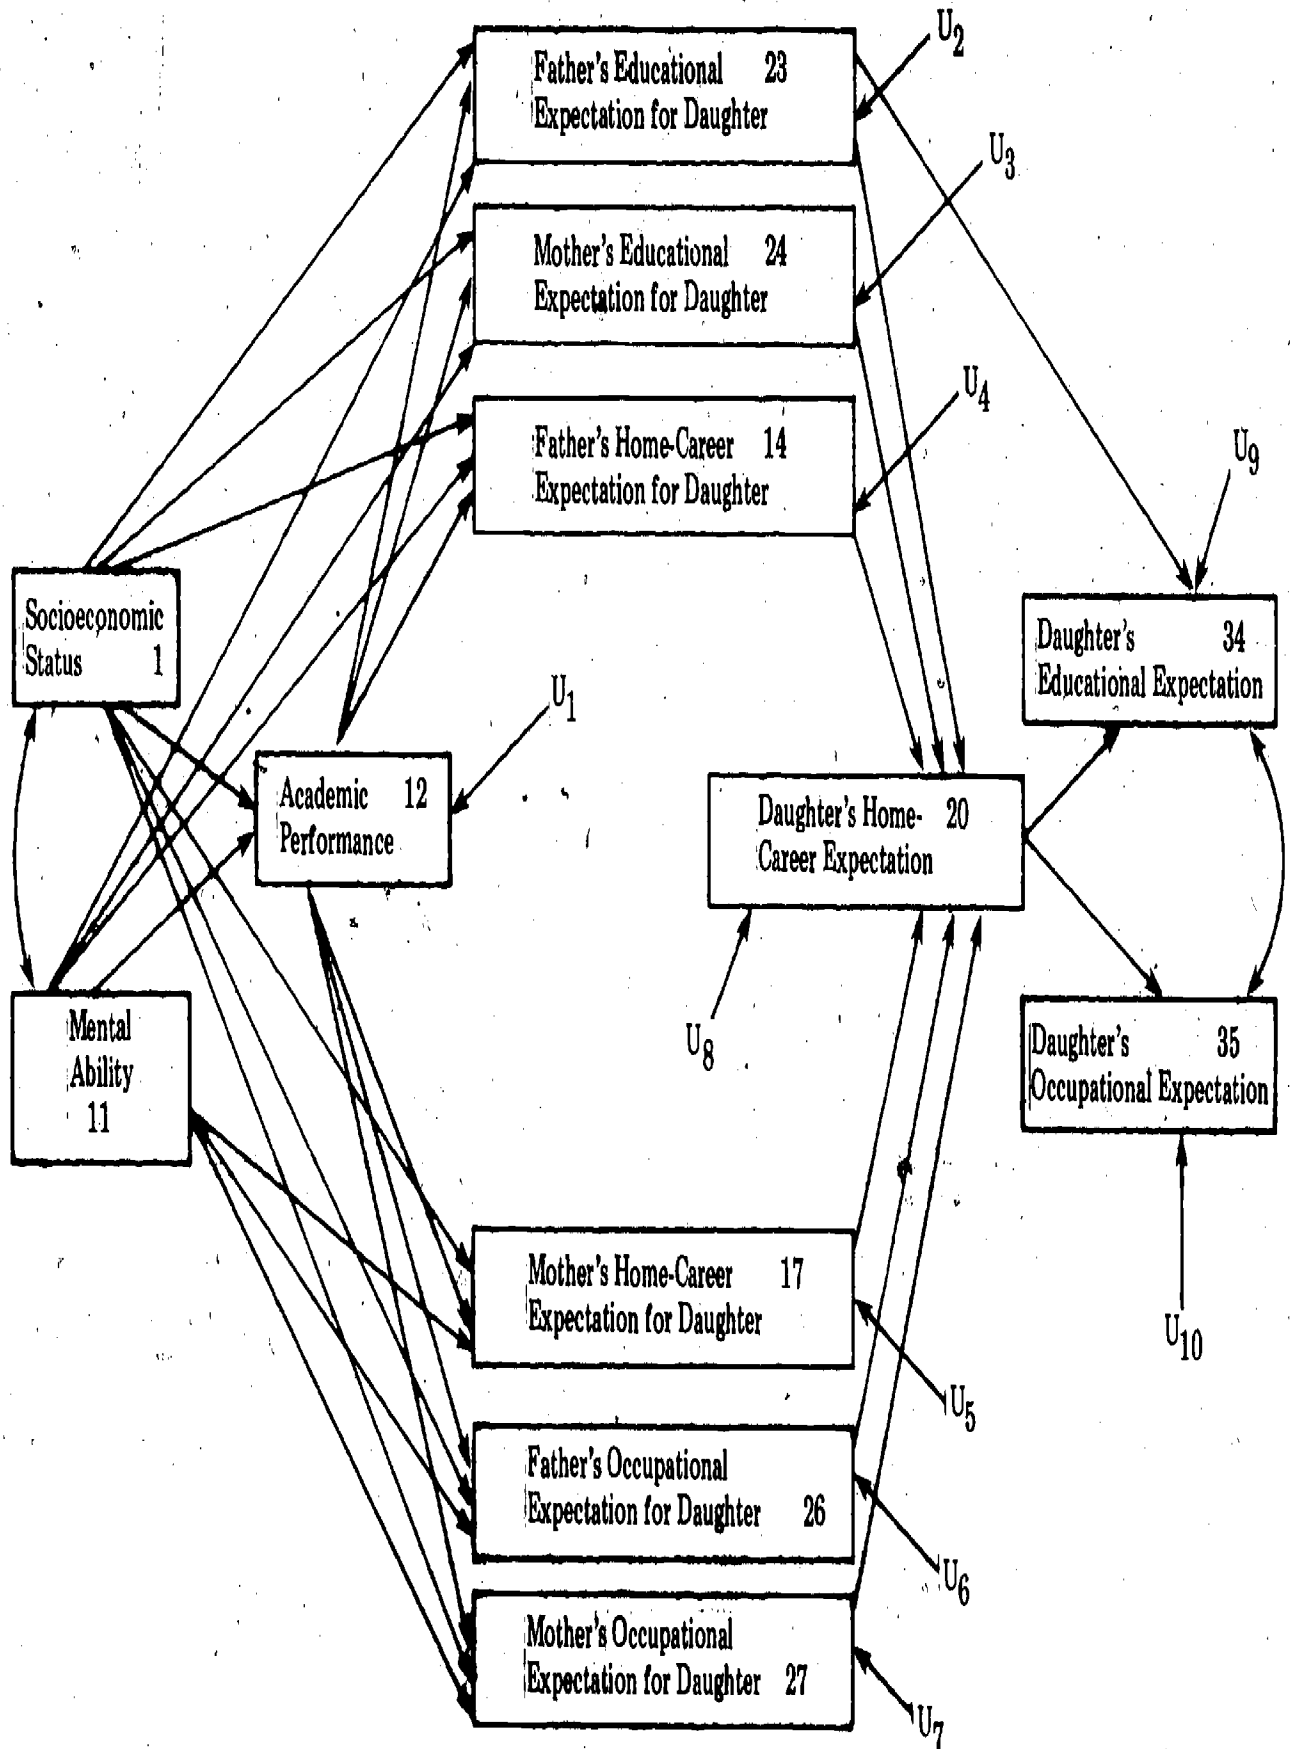 U2
Father's Educational 23
Expectation for Daughter
U3
Mother's Educational 24
Expectation for Daughter
U4
Father's Home-Career 14
Expectation for Daughter
U9
Socioeconomic
Status 1
Daughter's 34
Educational Expectation
U1
Academic 12
Performance
Daughter's Home- 20
Career Expectation
Mental
Ability
11
U8
Daughter's 35
Occupational Expectation
Mother's Home-Career 17
Expectation for Daughter
U10
U5
Father's Occupational
Expectation for Daughter 26
U6
Mother's Occupational
Expectation for Daughter 27
U7